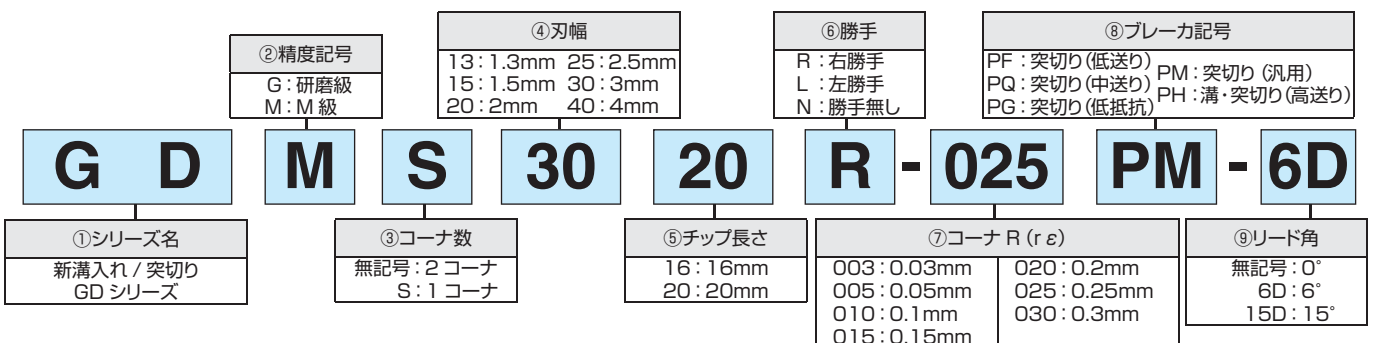 ②精度記号
G：研磨級
M：M 級
④刃幅
13：1.3mm 25：2.5mm
15：1.5mm 30：3mm
20：2mm 40：4mm
⑥勝手
R：右勝手
L：左勝手
N：勝手無し
⑧ブレーカ記号
PF：突切り（低送り）
PQ：突切り（中送り）
PG：突切り（低抵抗）
PM：突切り（汎用）
PH：溝・突切り（高送り）
G D M S 30 20 R - 025 PM - 6D
①シリーズ名
新溝入れ / 突切り
GD シリーズ
③コーナ数
無記号：2 コーナ
S：1 コーナ
⑤チップ長さ
16：16mm
20：20mm
⑦コーナ R（r ε）
003：0.03mm
005：0.05mm
010：0.1mm
015：0.15mm
020：0.2mm
025：0.25mm
030：0.3mm
⑨リード角
無記号：0°
6D：6°
15D：15°